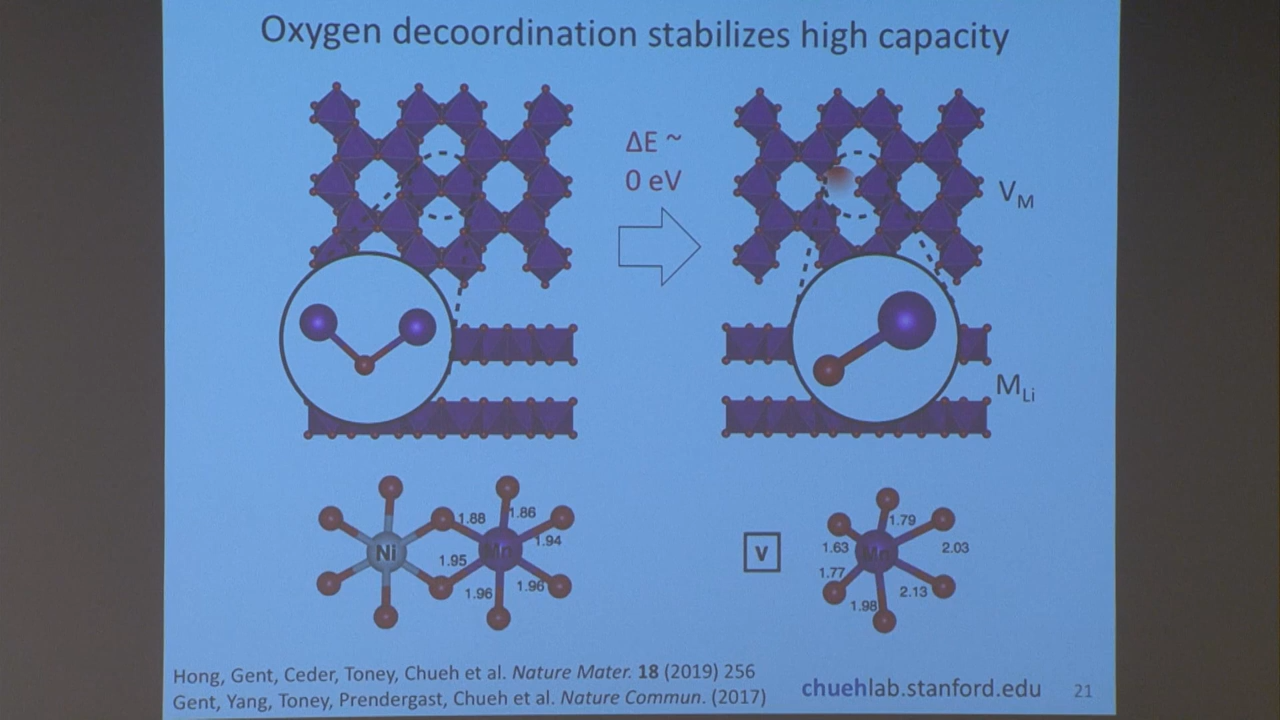 Oxygen decoordination stabilizes high capacity
ΔE ~
0 eV
V_M
M_Li
1.88
1.86
Ni
Mn
1.94
1.95
1.96
1.96
V
1.79
1.63
Mn
2.03
1.77
2.13
1.98
Hong, Gent, Ceder, Toney, Chueh et al. Nature Mater. 18 (2019) 256
Gent, Yang, Toney, Prendergast, Chueh et al. Nature Commun. (2017)
chuehlab.stanford.edu 21